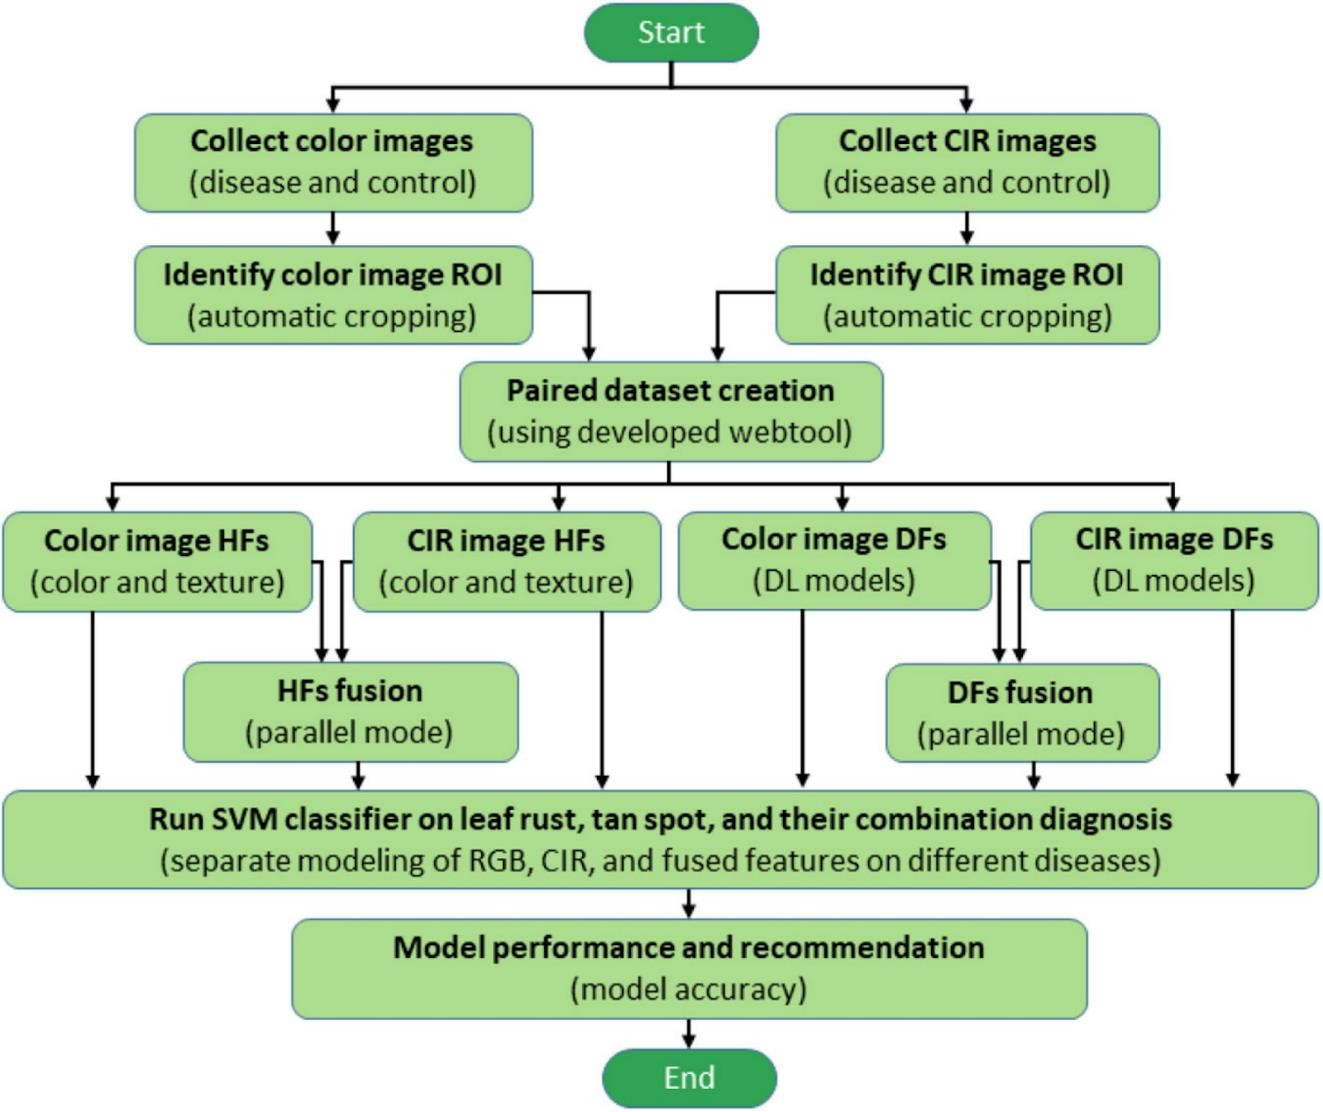 Start
Collect color images
(disease and control)
Collect CIR images
(disease and control)
Identify color image ROI
(automatic cropping)
Identify CIR image ROI
(automatic cropping)
Paired dataset creation
(using developed webtool)
Color image HFs
(color and texture)
CIR image HFs
(color and texture)
Color image DFs
(DL models)
CIR image DFs
(DL models)
HFs fusion
(parallel mode)
DFs fusion
(parallel mode)
Run SVM classifier on leaf rust, tan spot, and their combination diagnosis
(separate modeling of RGB, CIR, and fused features on different diseases)
Model performance and recommendation
(model accuracy)
End